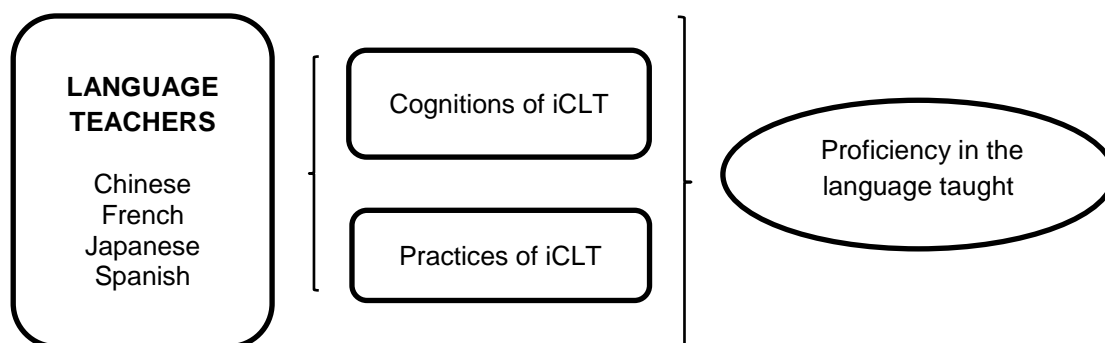 LANGUAGE
TEACHERS
Chinese
French
Japanese
Spanish
Cognitions of iCLT
Practices of iCLT
Proficiency in the
language taught